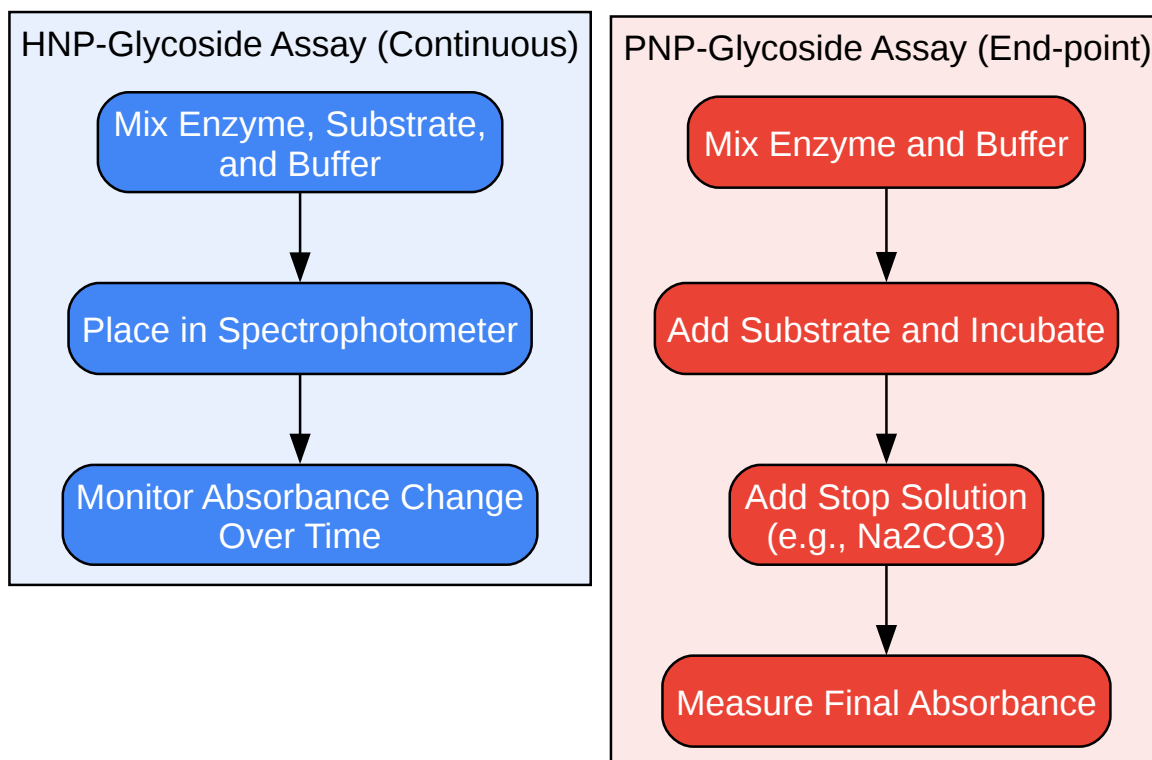 HNP-Glycoside Assay (Continuous)
Mix Enzyme, Substrate,
and Buffer
Place in Spectrophotometer
Monitor Absorbance Change
Over Time
PNP-Glycoside Assay (End-point)
Mix Enzyme and Buffer
Add Substrate and Incubate
Add Stop Solution
(e.g., Na2CO3)
Measure Final Absorbance